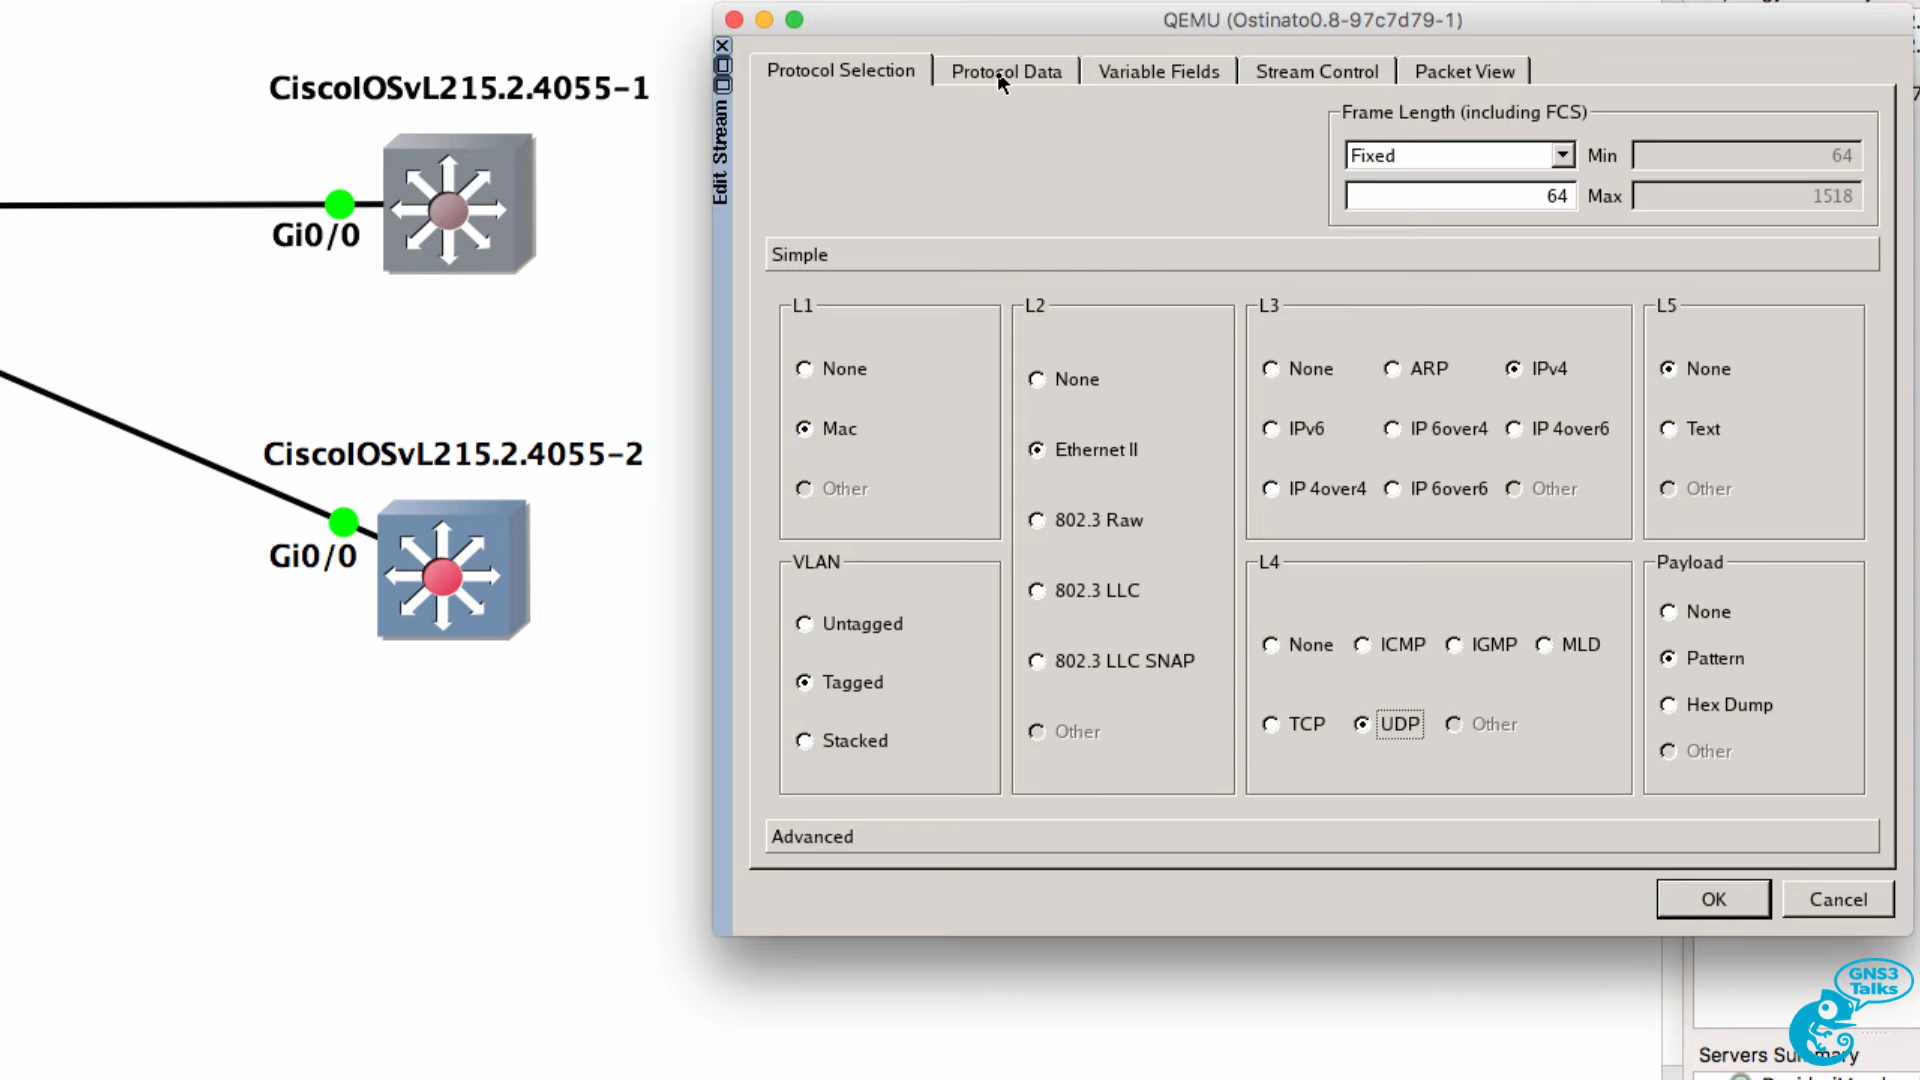 QEMU (Ostinato0.8-97c7d79-1)
CiscoIOSvL215.2.4055-1
Gi0/0
CiscoIOSvL215.2.4055-2
Gi0/0
Edit Stream
Protocol Selection
Protocol Data
Variable Fields
Stream Control
Packet View
Frame Length (including FCS)
Fixed
Min
64
64
Max
1518
Simple
L1
None
Mac
Other
VLAN
Untagged
Tagged
Stacked
L2
None
Ethernet II
802.3 Raw
802.3 LLC
802.3 LLC SNAP
Other
L3
None ARP IPv4
IPv6 IP 6over4 IP 4over6
IP 4over4 IP 6over6 Other
L4
None ICMP IGMP MLD
TCP UDP Other
L5
None
Text
Other
Payload
None
Pattern
Hex Dump
Other
Advanced
OK
Cancel
GNS3
Talks
Servers Summary